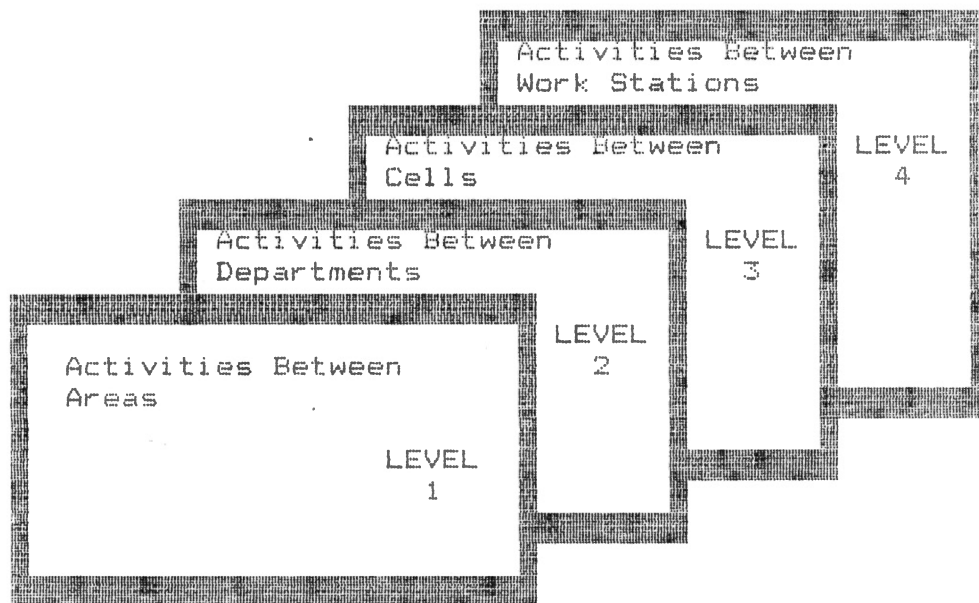 Activities Between
Work Stations
LEVEL
4
Activities Between
Cells
LEVEL
3
Activities Between
Departments
LEVEL
2
Activities Between
Areas
LEVEL
1